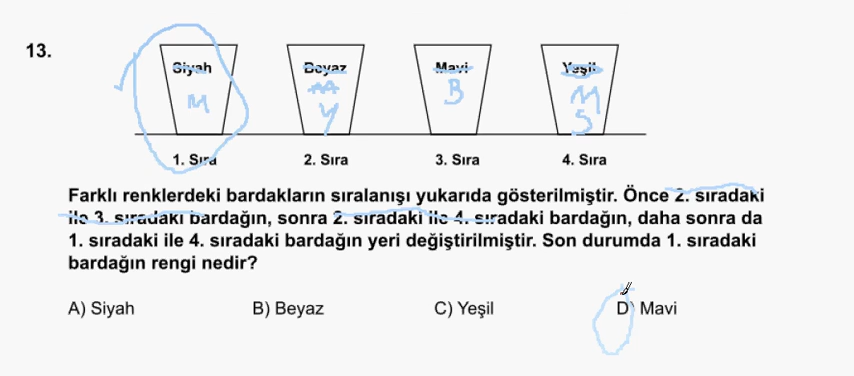 13.
Siyah Beyaz Mavi Yeşil
M M B M
Y S
1. Sıra 2. Sıra 3. Sıra 4. Sıra
Farklı renklerdeki bardakların sıralanışı yukarıda gösterilmiştir. Önce 2. sıradaki
ile 3. sıradaki bardağın, sonra 2. sıradaki ile 4. sıradaki bardağın, daha sonra da
1. sıradaki ile 4. sıradaki bardağın yeri değiştirilmiştir. Son durumda 1. sıradaki
bardağın rengi nedir?
A) Siyah B) Beyaz C) Yeşil D) Mavi